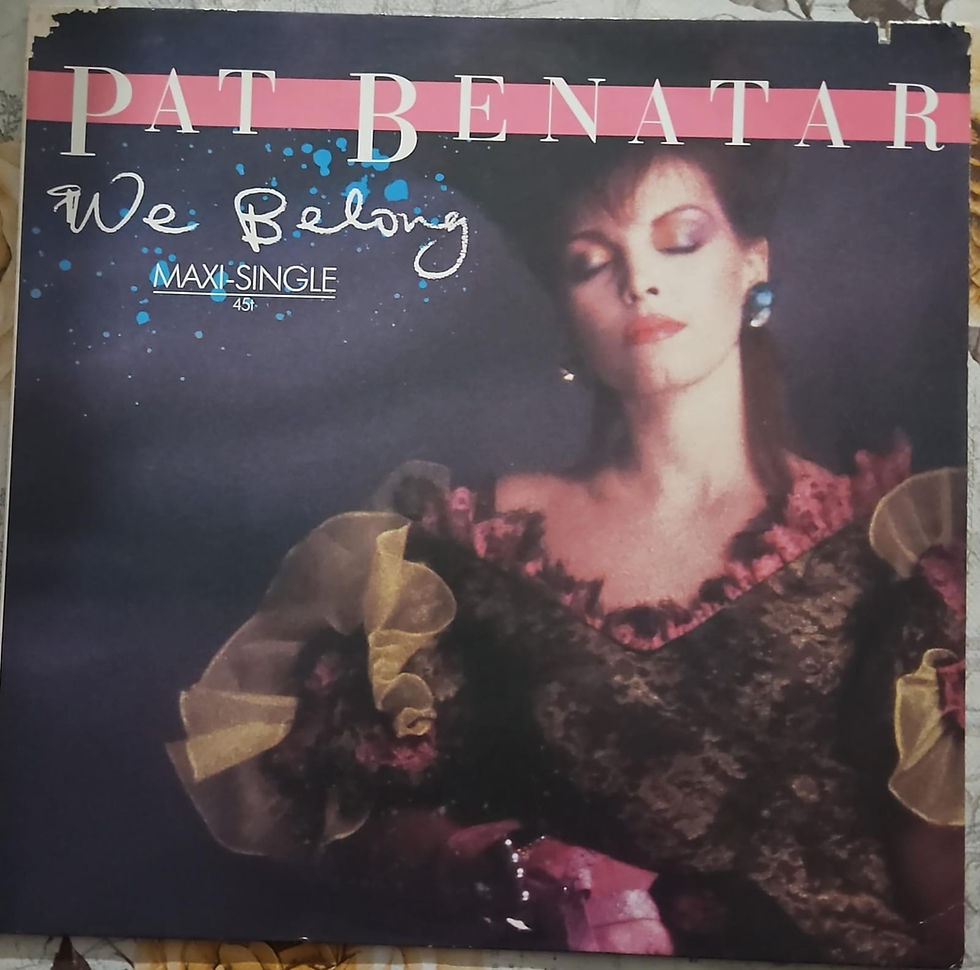 PAT BENATAR
We Belong
MAXI-SINGLE
45t